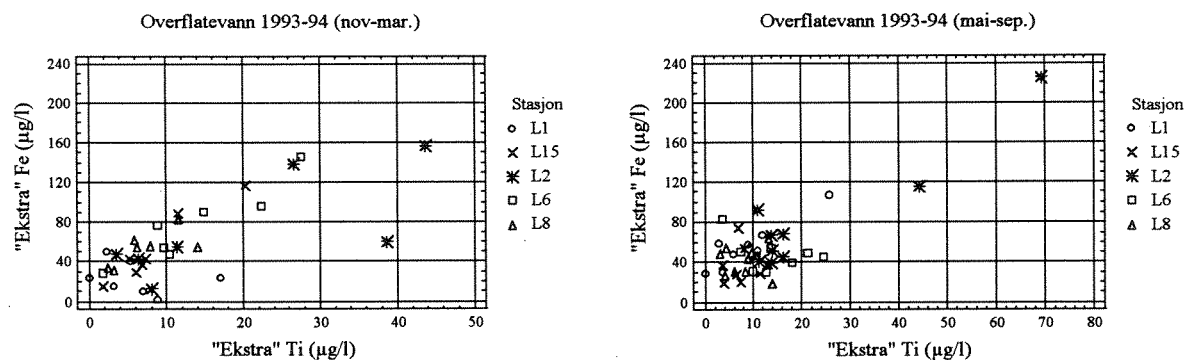 Overflatevann 1993-94 (nov-mar.)
"Ekstra" Fe (µg/l)
240
200
160
120
80
40
0
0 10 20 30 40 50
"Ekstra" Ti (µg/l)
Stasjon
L1
L15
L2
L6
L8
Overflatevann 1993-94 (mai-sep.)
"Ekstra" Fe (µg/l)
240
200
160
120
80
40
0
0 10 20 30 40 50 60 70 80
"Ekstra" Ti (µg/l)
Stasjon
L1
L15
L2
L6
L8